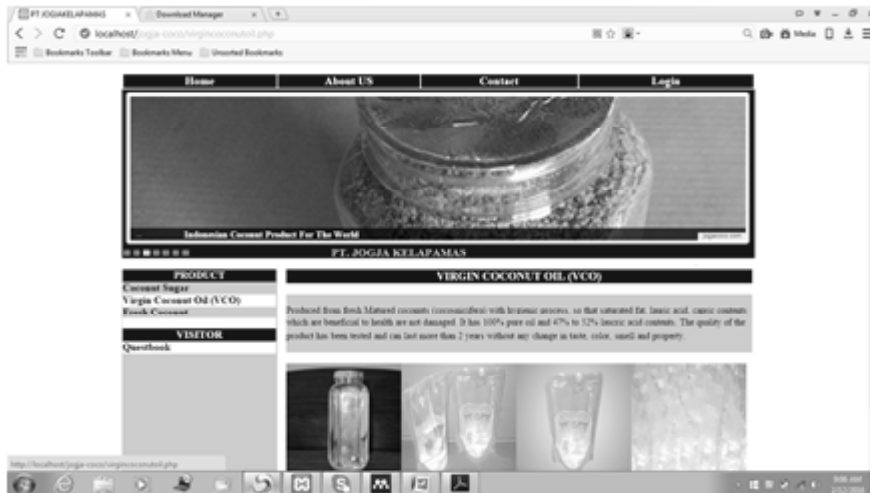 PT JOGJAKELAPAMAS
Download Manager
localhost/jogja-coco/virgincoconutoil.php
Media
Bookmarks Toolbar Bookmarks Menu Unsorted Bookmarks
Home About US Contact Login
Indonesian Coconut Product For The World
PT. JOGJA KELAPAMAS
PRODUCT
Coconut Sugar
Virgin Coconut Oil (VCO)
Fresh Coconut
VISITOR
Questbook
VIRGIN COCONUT OIL (VCO)
Produced from fresh Matured coconuts (cocosnucifera) with hygienic process, so that saturated fat, lauric acid, capric contents
which are beneficial to health are not damaged. It has 100% pure oil and 47% to 52% lauric acid contents. The quality of the
product has been tested and can last more than 2 years without any change in taste, color, smell and property.
http://localhost/jogja-coco/virgincoconutoil.php
9:08 AM